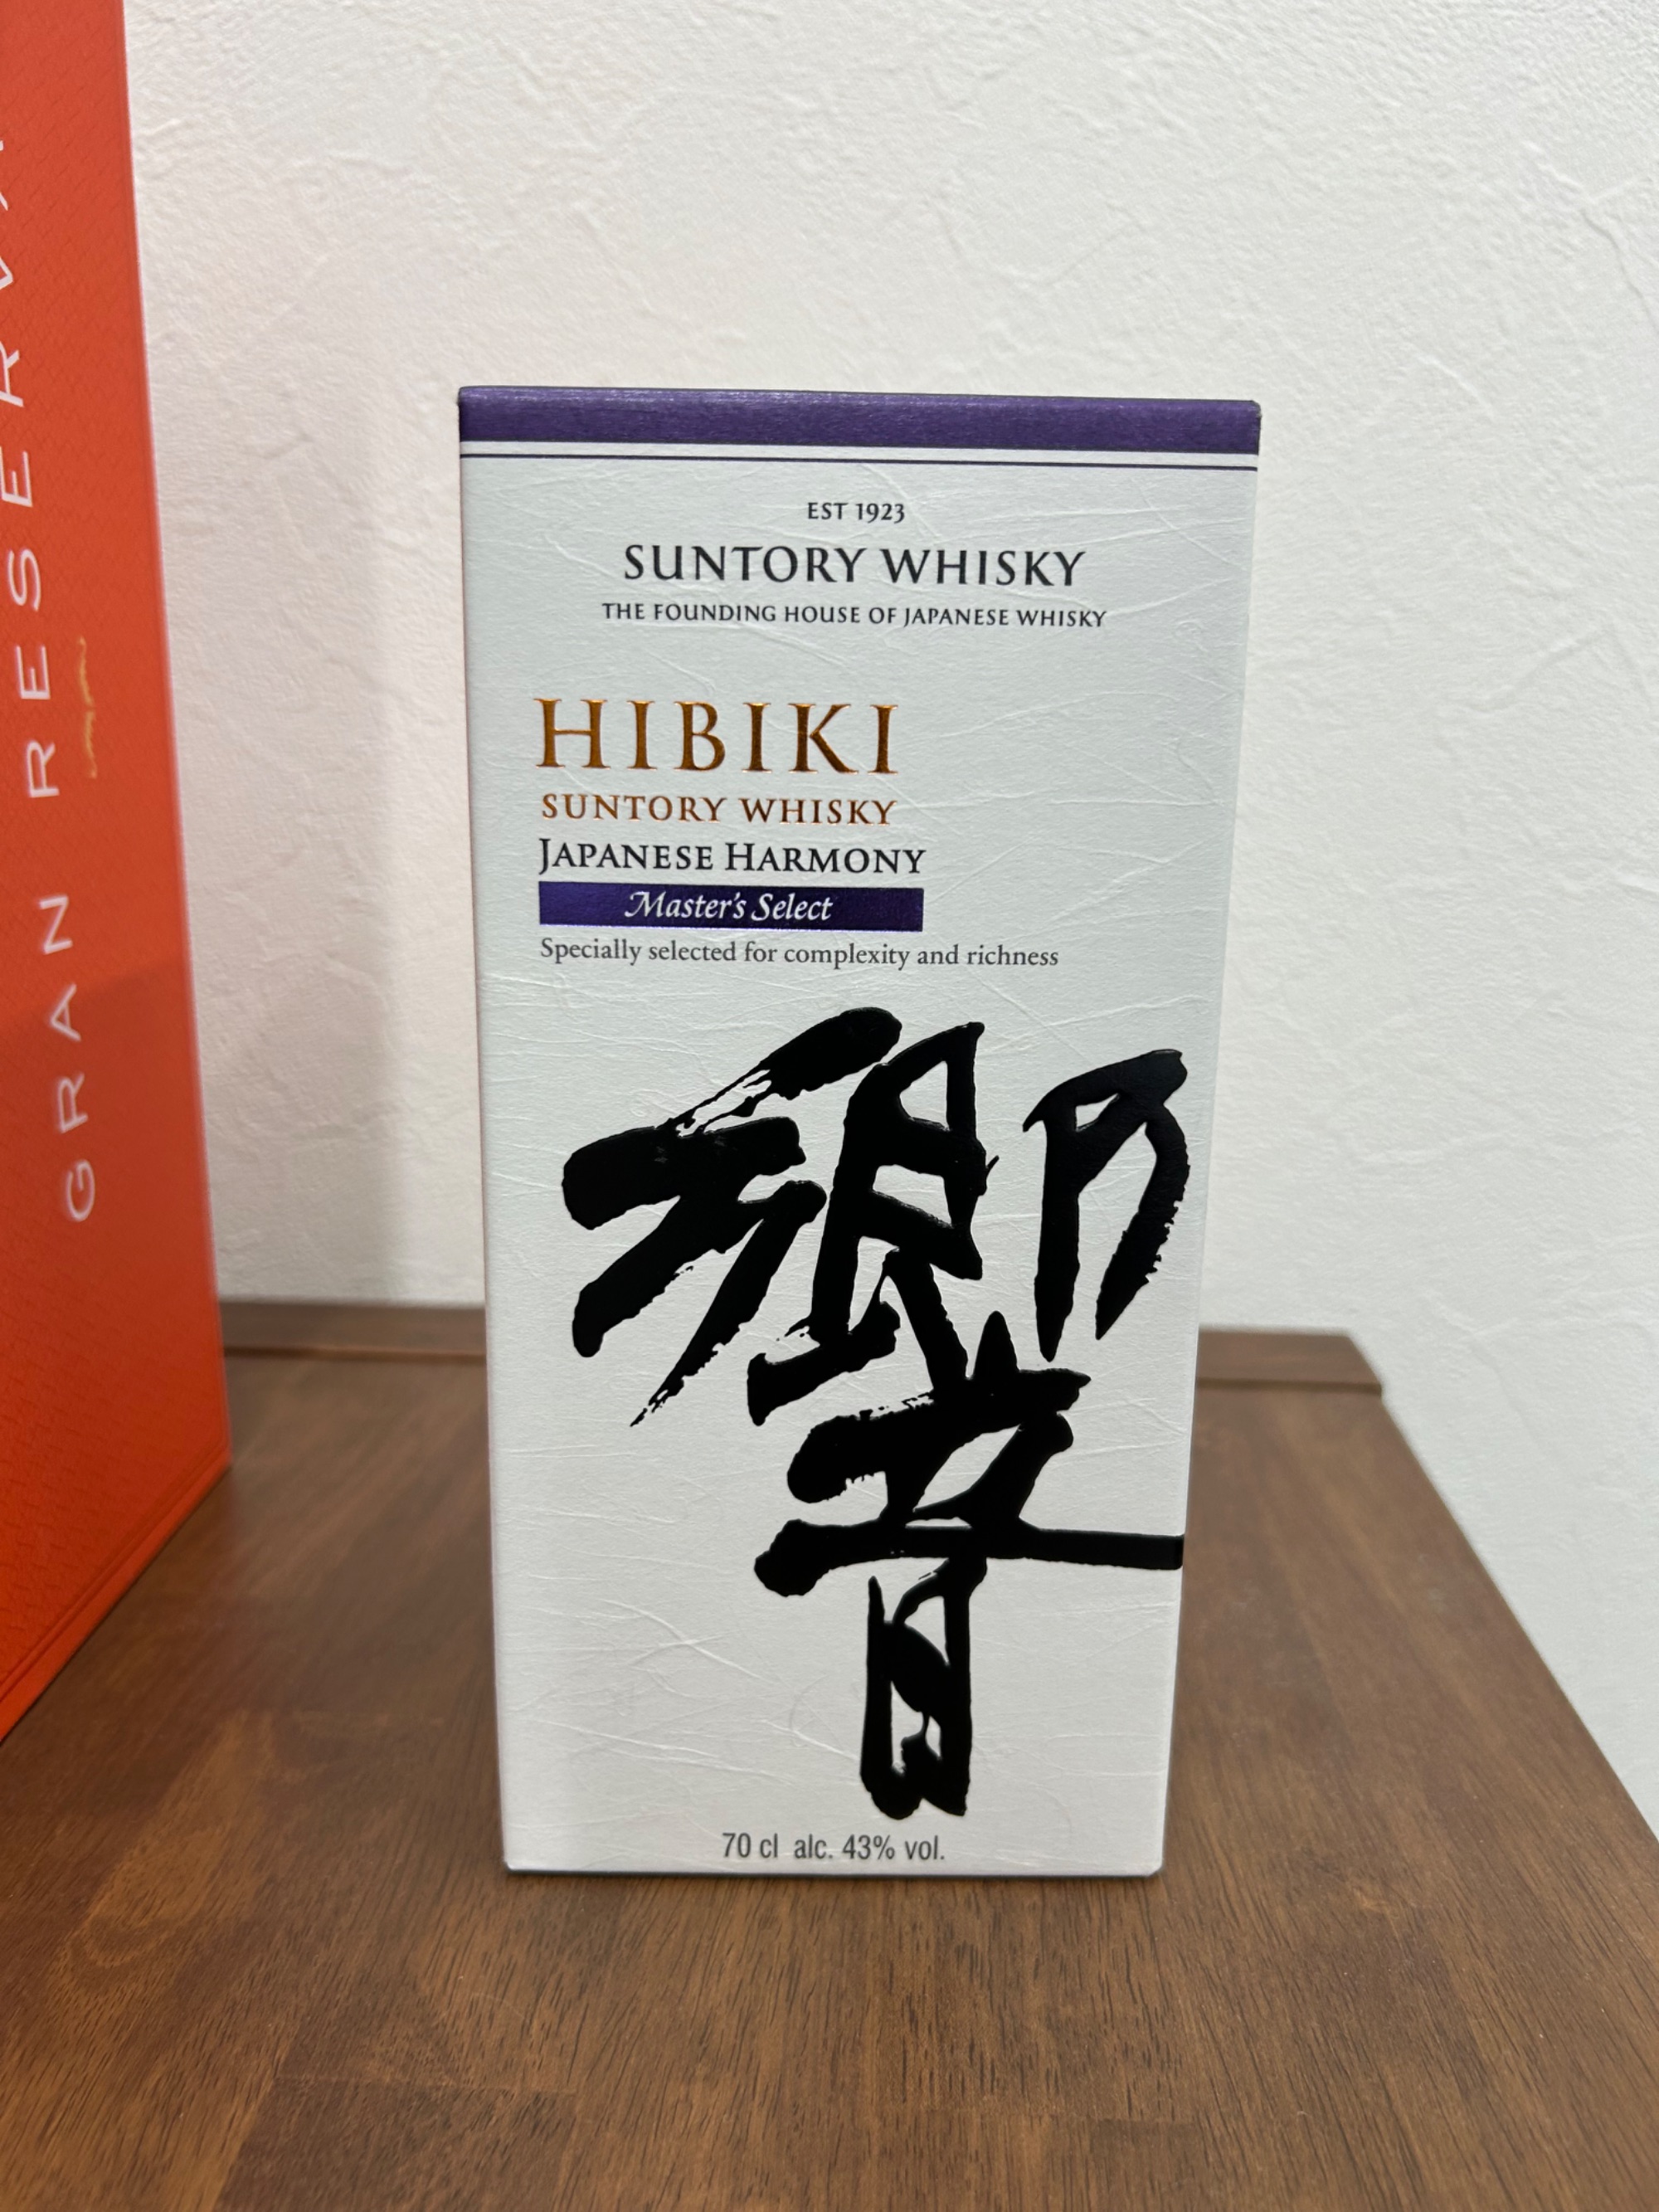 GRAN RESERVA
EST 1923
SUNTORY WHISKY
THE FOUNDING HOUSE OF JAPANESE WHISKY
HIBIKI
SUNTORY WHISKY
JAPANESE HARMONY
Master's Select
Specially selected for complexity and richness
響
70 cl alc. 43% vol.